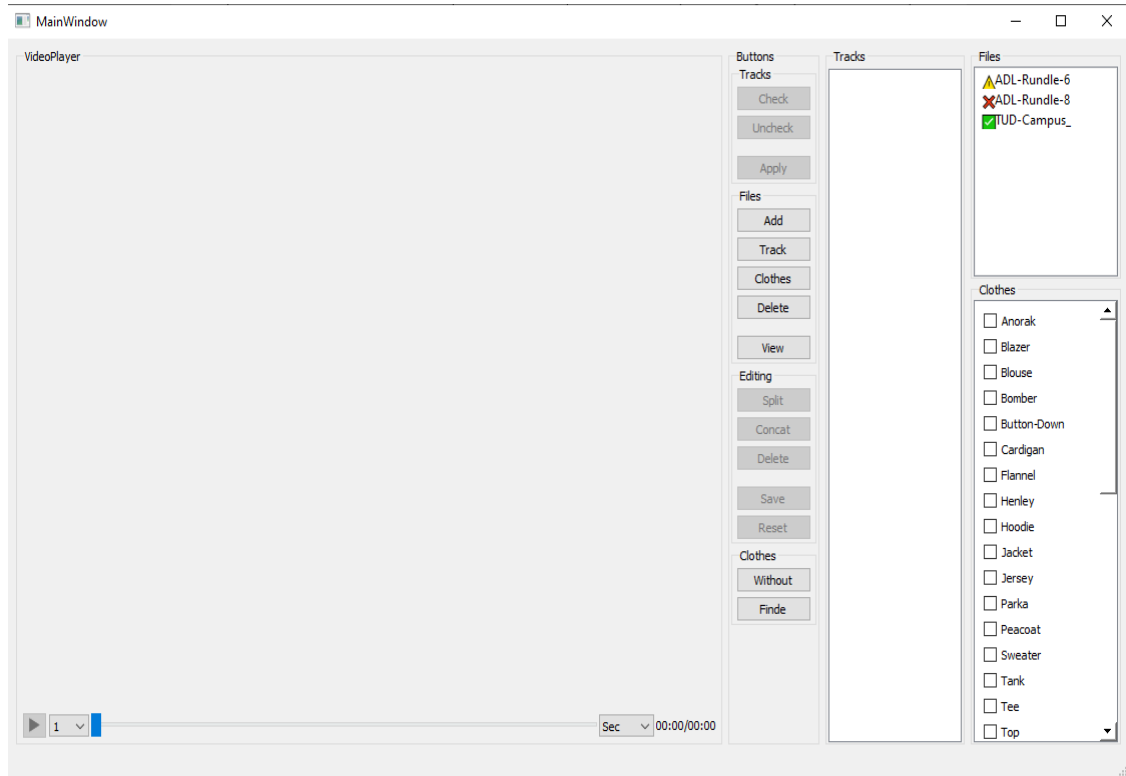 MainWindow
VideoPlayer
1
Sec
00:00/00:00
Buttons
Tracks
Check
Uncheck
Apply
Files
Add
Track
Clothes
Delete
View
Editing
Split
Concat
Delete
Save
Reset
Clothes
Without
Finde
Tracks
Files
ADL-Rundle-6
ADL-Rundle-8
TUD-Campus_
Clothes
Anorak
Blazer
Blouse
Bomber
Button-Down
Cardigan
Flannel
Henley
Hoodie
Jacket
Jersey
Parka
Peacoat
Sweater
Tank
Tee
Top